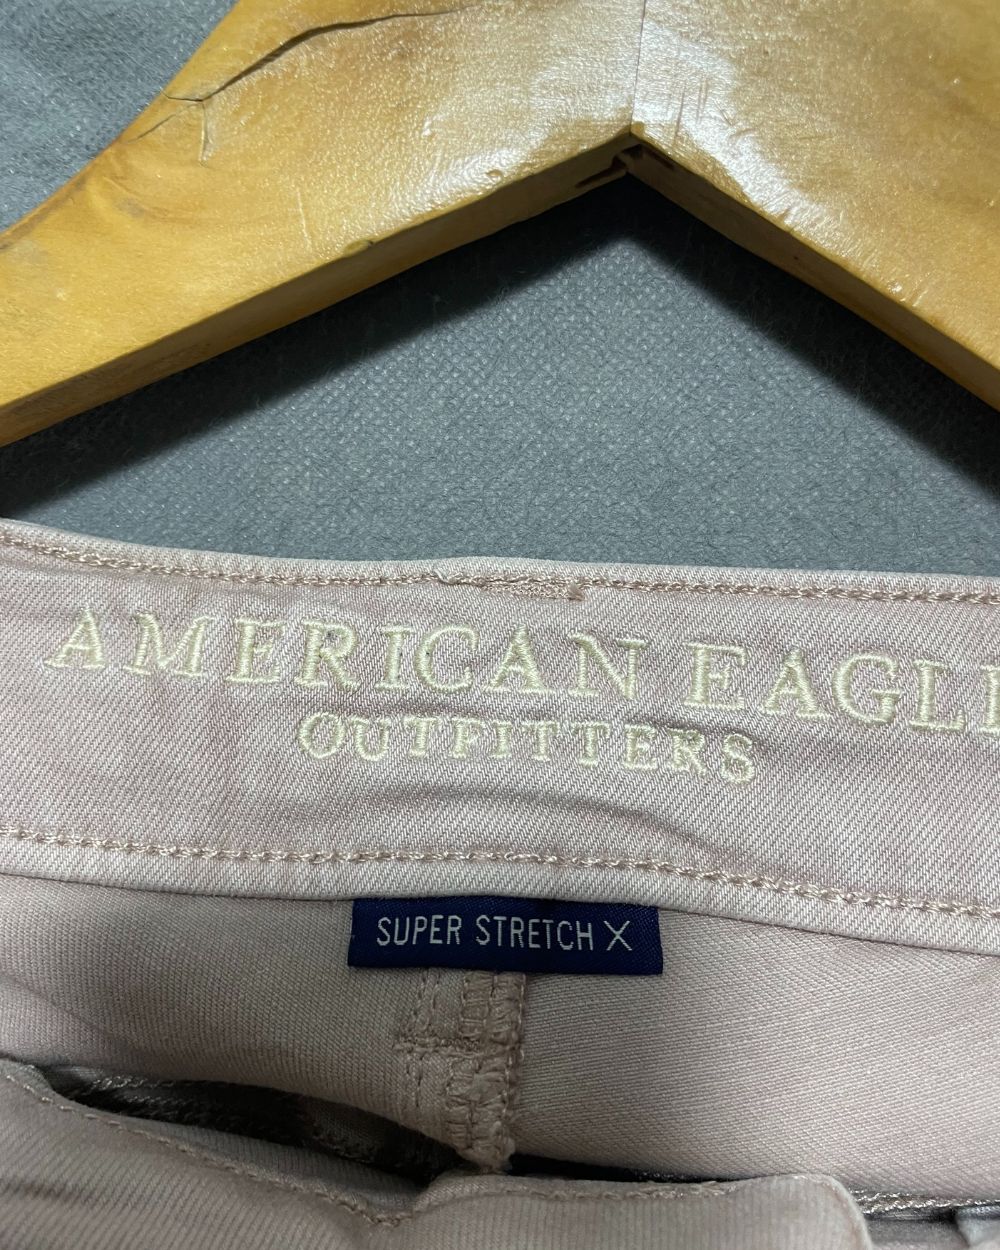 AMERICAN EAGLE
OUTFITTERS
SUPER STRETCH X